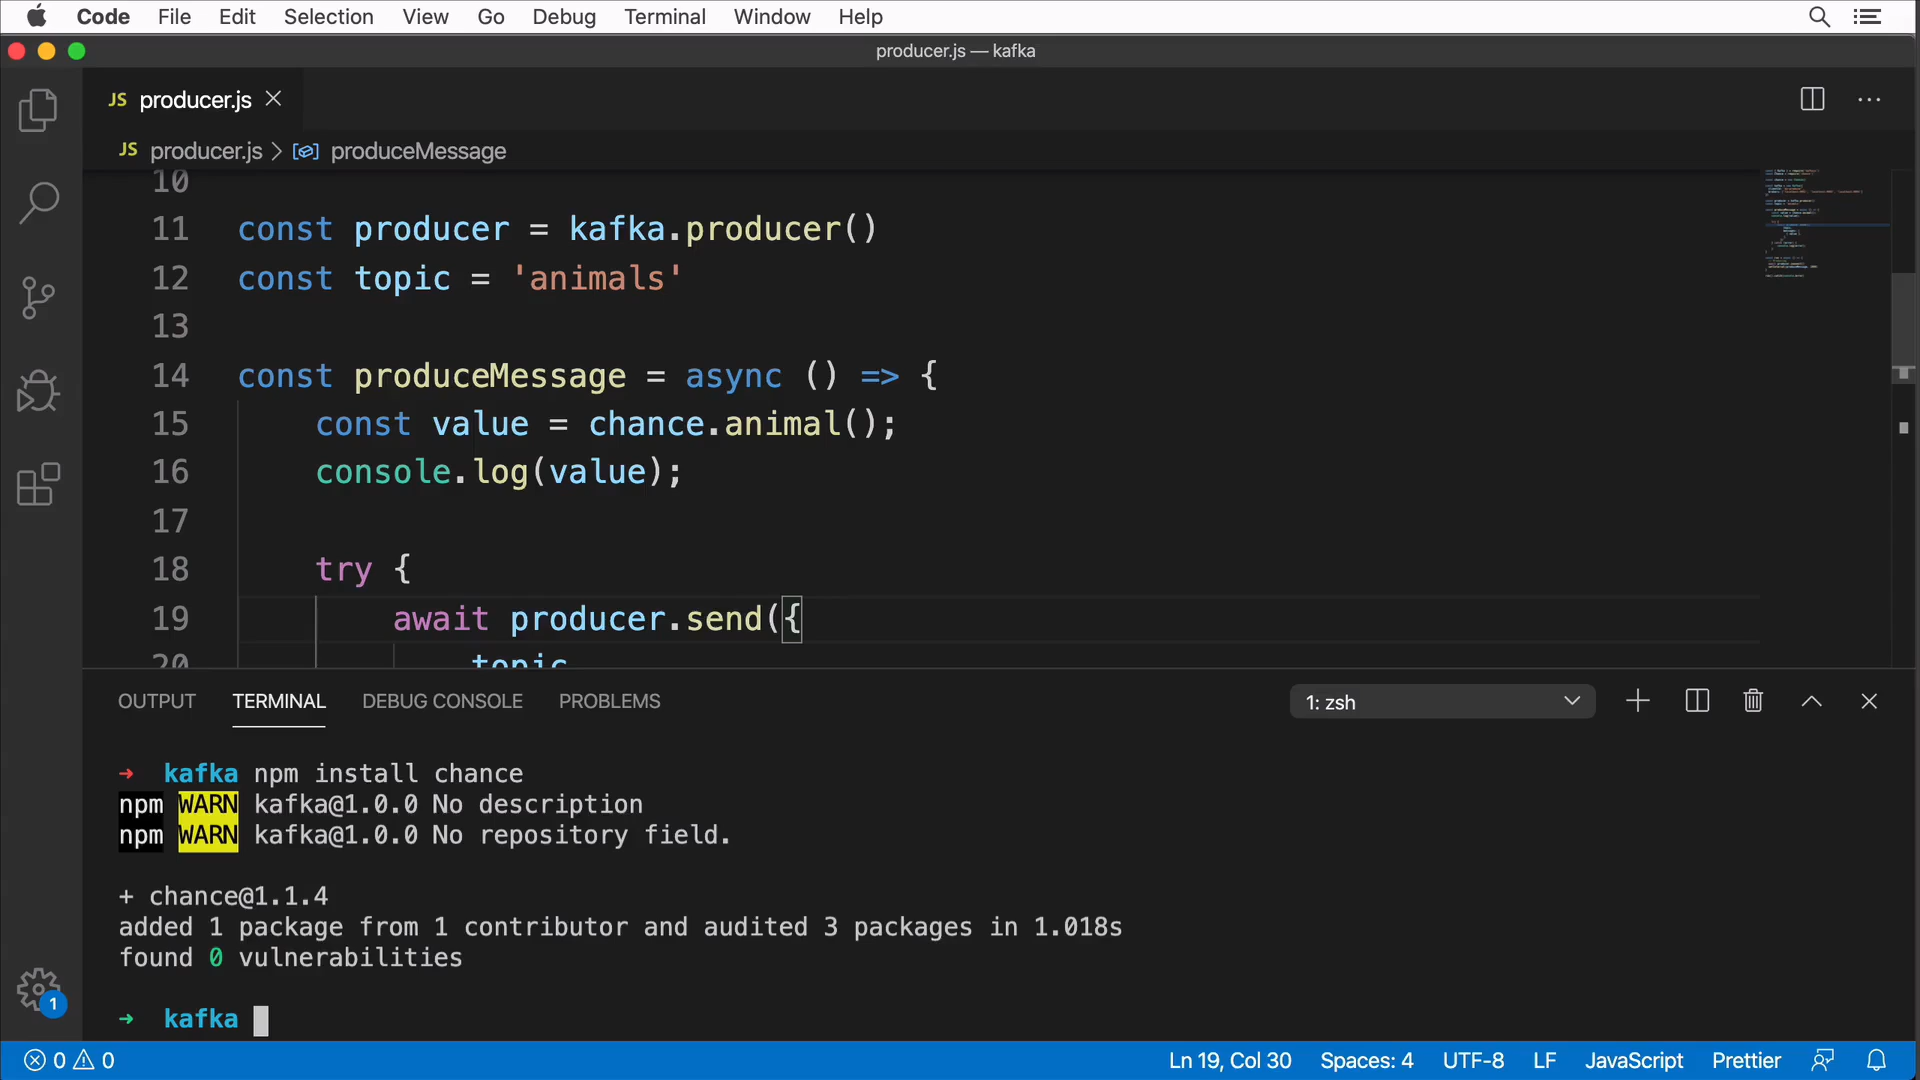 Code File Edit Selection View Go Debug Terminal Window Help
producer.js — kafka
JS producer.js
JS producer.js > produceMessage
10
11 const producer = kafka.producer()
12 const topic = 'animals'
13
14 const produceMessage = async () => {
15 const value = chance.animal();
16 console.log(value);
17
18 try {
19 await producer.send({
20 topic
OUTPUT TERMINAL DEBUG CONSOLE PROBLEMS 1: zsh
→ kafka npm install chance
npm WARN kafka@1.0.0 No description
npm WARN kafka@1.0.0 No repository field.
+ chance@1.1.4
added 1 package from 1 contributor and audited 3 packages in 1.018s
found 0 vulnerabilities
→ kafka
1
0 0 Ln 19, Col 30 Spaces: 4 UTF-8 LF JavaScript Prettier